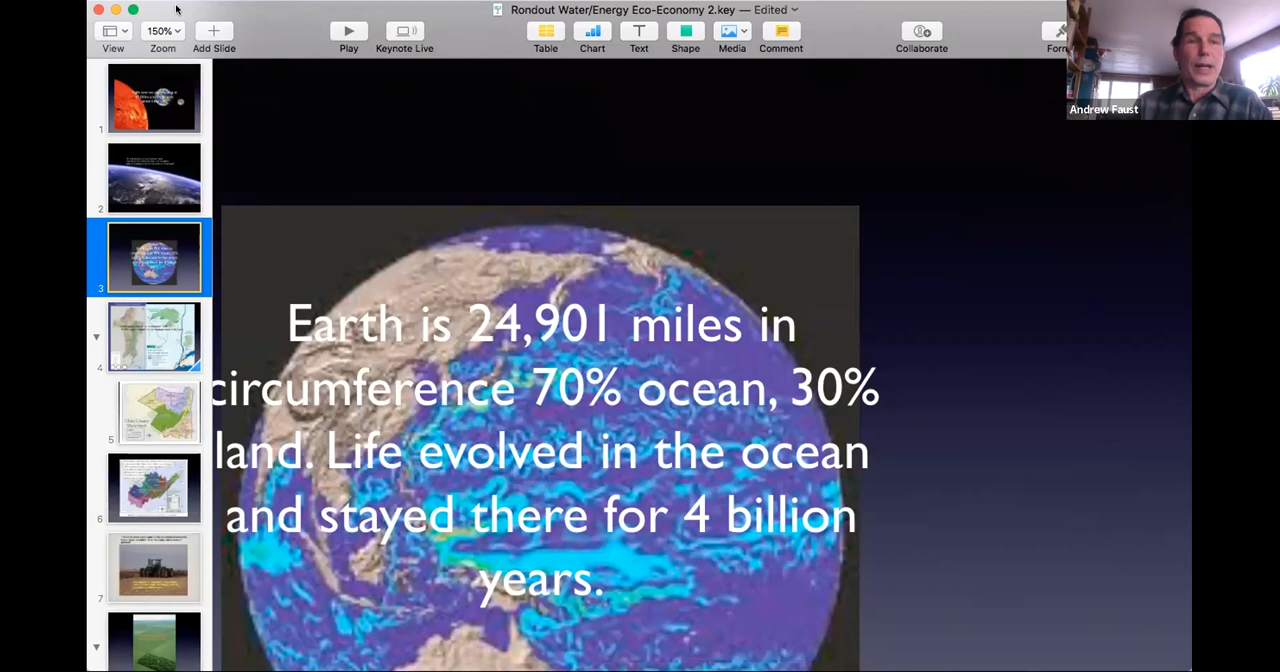 Rondout Water/Energy Eco-Economy 2.key — Edited
150%
View
Zoom
Add Slide
Play
Keynote Live
Table
Chart
Text
Shape
Media
Comment
Collaborate
Andrew Faust
1
2
3
4
5
6
7
Earth is 24,901 miles in
circumference 70% ocean, 30%
land. Life evolved in the ocean
and stayed there for 4 billion
years.